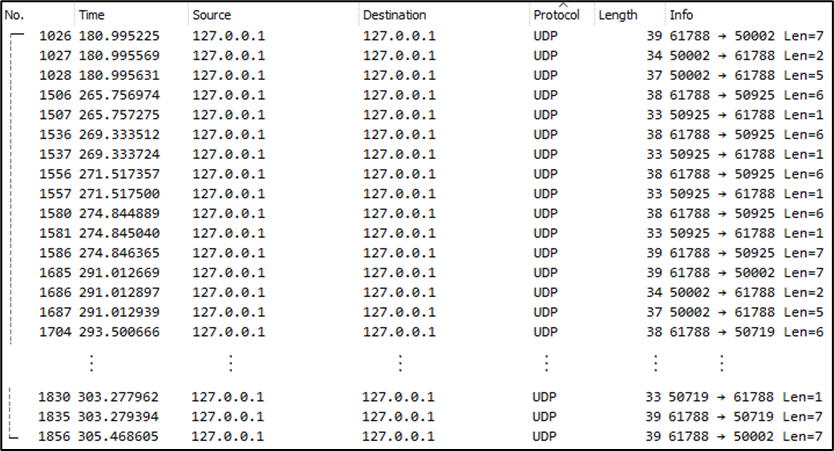 No. Time Source Destination Protocol Length Info
1026 180.995225 127.0.0.1 127.0.0.1 UDP 39 61788 → 50002 Len=7
1027 180.995569 127.0.0.1 127.0.0.1 UDP 34 50002 → 61788 Len=2
1028 180.995631 127.0.0.1 127.0.0.1 UDP 37 50002 → 61788 Len=5
1506 265.756974 127.0.0.1 127.0.0.1 UDP 38 61788 → 50925 Len=6
1507 265.757275 127.0.0.1 127.0.0.1 UDP 33 50925 → 61788 Len=1
1536 269.333512 127.0.0.1 127.0.0.1 UDP 38 61788 → 50925 Len=6
1537 269.333724 127.0.0.1 127.0.0.1 UDP 33 50925 → 61788 Len=1
1556 271.517357 127.0.0.1 127.0.0.1 UDP 38 61788 → 50925 Len=6
1557 271.517500 127.0.0.1 127.0.0.1 UDP 33 50925 → 61788 Len=1
1580 274.844889 127.0.0.1 127.0.0.1 UDP 38 61788 → 50925 Len=6
1581 274.845040 127.0.0.1 127.0.0.1 UDP 33 50925 → 61788 Len=1
1586 274.846365 127.0.0.1 127.0.0.1 UDP 39 61788 → 50925 Len=7
1685 291.012669 127.0.0.1 127.0.0.1 UDP 39 61788 → 50002 Len=7
1686 291.012897 127.0.0.1 127.0.0.1 UDP 34 50002 → 61788 Len=2
1687 291.012939 127.0.0.1 127.0.0.1 UDP 37 50002 → 61788 Len=5
1704 293.500666 127.0.0.1 127.0.0.1 UDP 38 61788 → 50719 Len=6
⋮ ⋮ ⋮ ⋮ ⋮ ⋮
1830 303.277962 127.0.0.1 127.0.0.1 UDP 33 50719 → 61788 Len=1
1835 303.279394 127.0.0.1 127.0.0.1 UDP 39 61788 → 50719 Len=7
1856 305.468605 127.0.0.1 127.0.0.1 UDP 39 61788 → 50002 Len=7